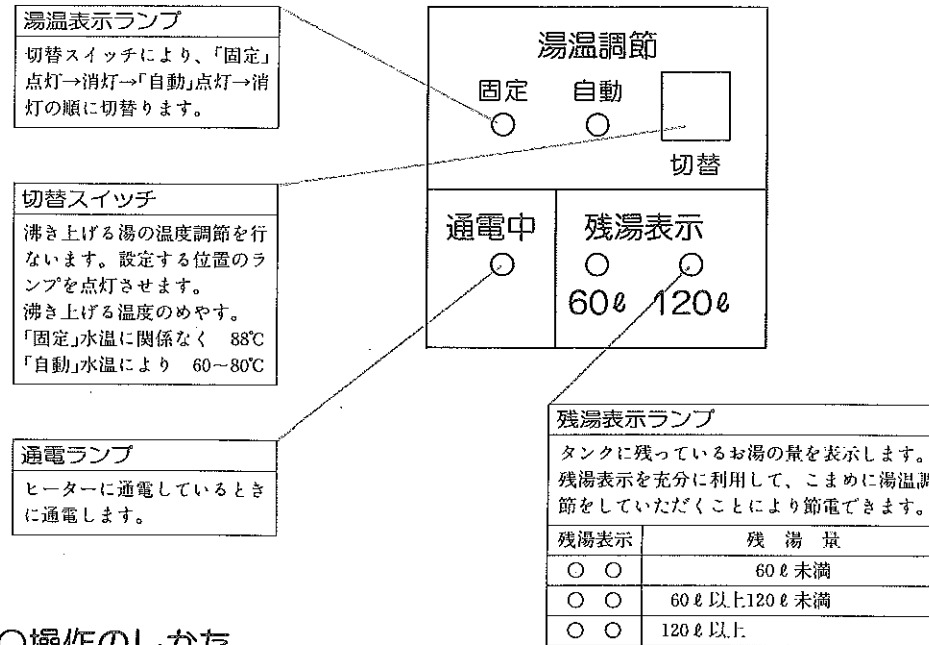 湯温表示ランプ
切替スイッチにより、「固定」
点灯→消灯→「自動」点灯→消
灯の順に切替ります。
湯温調節
固定 自動
切替
切替スイッチ
沸き上げる湯の温度調節を行
ないます。設定する位置のラ
ンプを点灯させます。
沸き上げる温度のめやす。
「固定」水温に関係なく 88℃
「自動」水温により 60〜80℃
通電中
残湯表示
60ℓ 120ℓ
通電ランプ
ヒーターに通電しているとき
に通電します。
残湯表示ランプ
タンクに残っているお湯の量を表示します。
残湯表示を充分に利用して、こまめに湯温調
節をしていただくことにより節電できます。
残湯表示 残湯量
○ ○ 60ℓ未満
○ ○ 60ℓ以上120ℓ未満
○ ○ 120ℓ以上
○操作のしかた